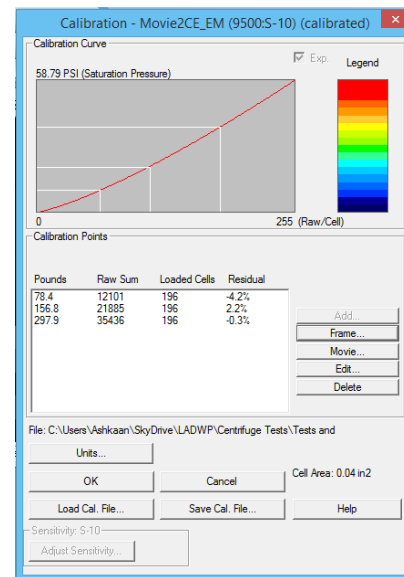 Calibration - Movie2CE_EM (9500:S-10) (calibrated)
Calibration Curve
Exp.
Legend
58.79 PSI (Saturation Pressure)
0
255 (Raw/Cell)
Calibration Points
Pounds Raw Sum Loaded Cells Residual
78.4 12101 196 -4.2%
156.8 21885 196 2.2%
297.9 35436 196 -0.3%
Add...
Frame...
Movie...
Edit...
Delete
File: C:\Users\Ashkaan\SkyDrive\LADWP\Centrifuge Tests\Tests and
Units...
OK
Cancel
Cell Area: 0.04 in2
Load Cal. File...
Save Cal. File...
Help
Sensitivity: S-10
Adjust Sensitivity...